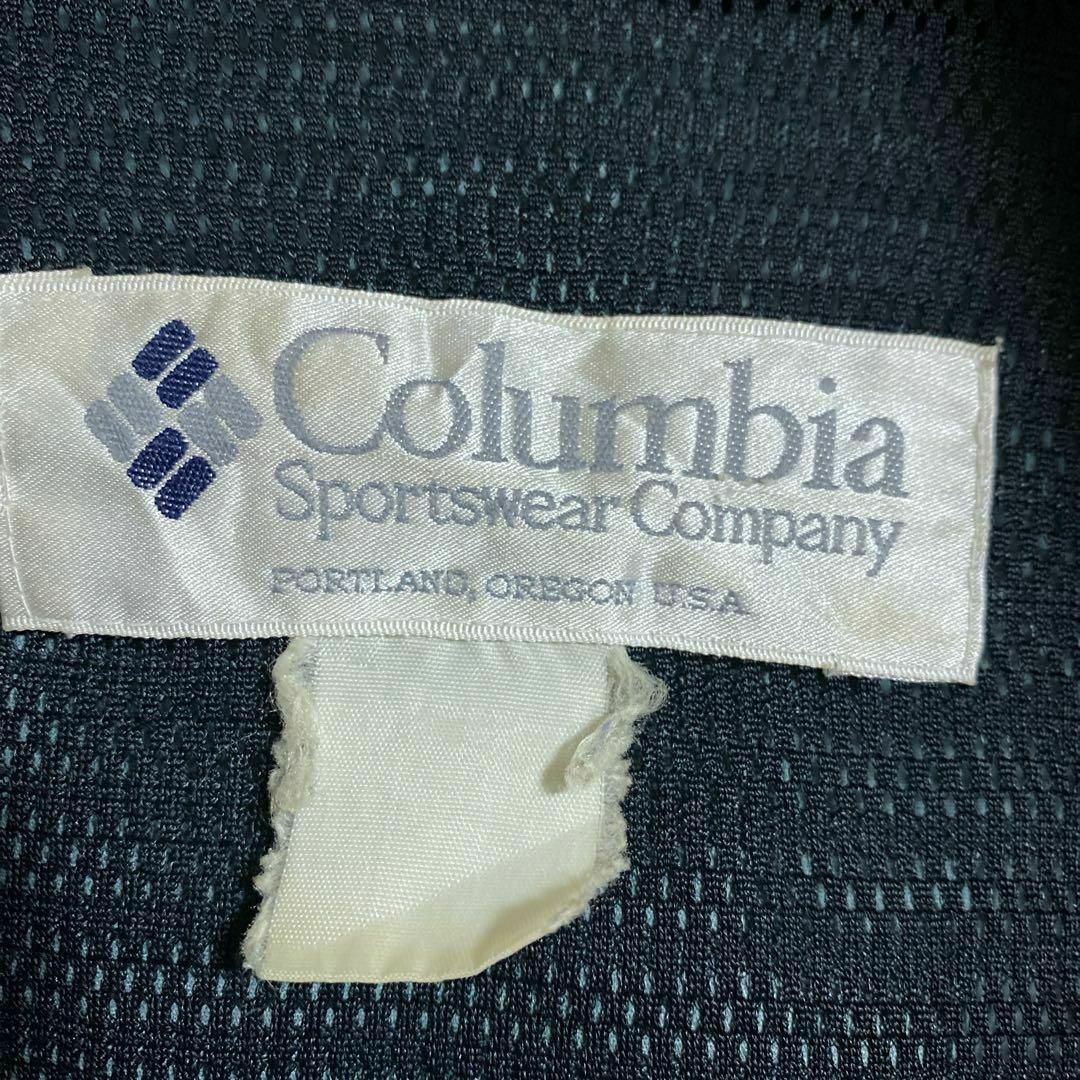 Columbia
Sportswear Company
PORTLAND, OREGON U.S.A.